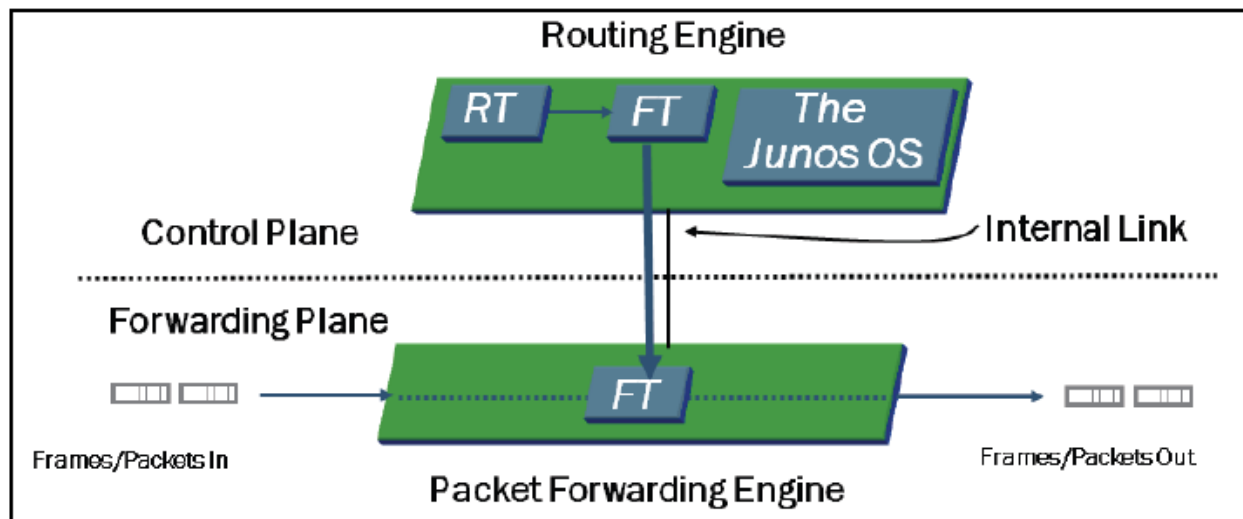 Routing Engine
RT
FT
The
Junos OS
Control Plane
Internal Link
Forwarding Plane
FT
Frames/Packets In
Frames/Packets Out
Packet Forwarding Engine